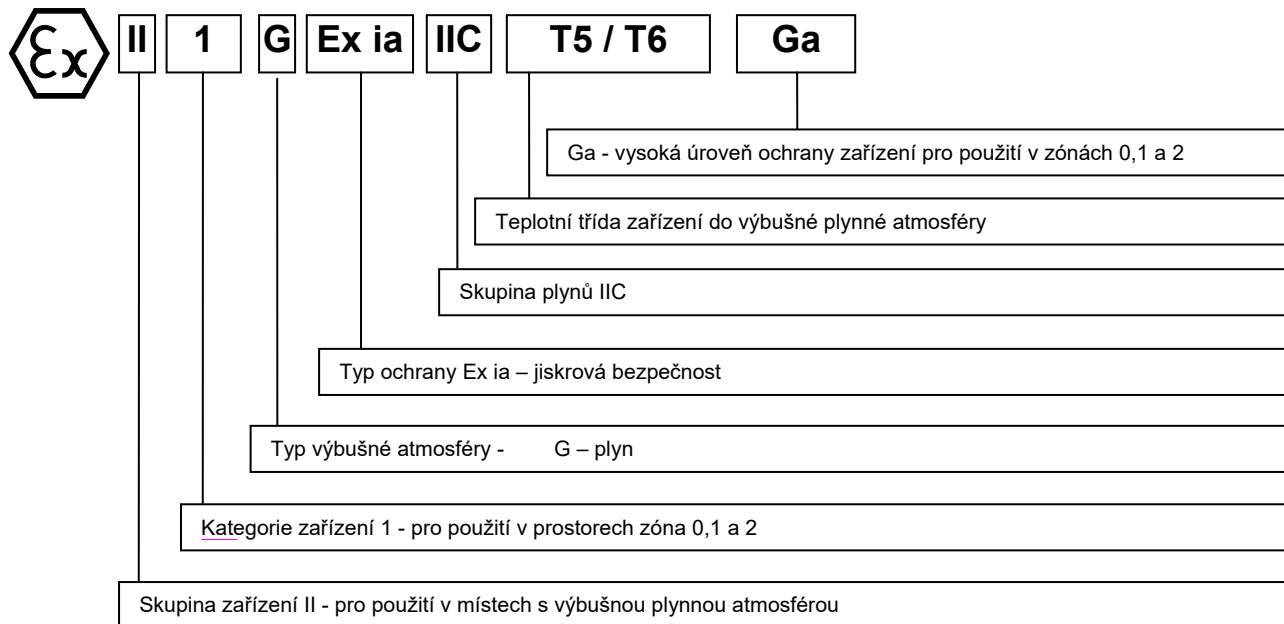 Ex II 1 G Ex ia IIC T5 / T6 Ga
Ga - vysoká úroveň ochrany zařízení pro použití v zónách 0,1 a 2
Teplotní třída zařízení do výbušné plynné atmosféry
Skupina plynů IIC
Typ ochrany Ex ia – jiskrová bezpečnost
Typ výbušné atmosféry - G – plyn
Kategorie zařízení 1 - pro použití v prostorech zóna 0,1 a 2
Skupina zařízení II - pro použití v místech s výbušnou plynnou atmosférou